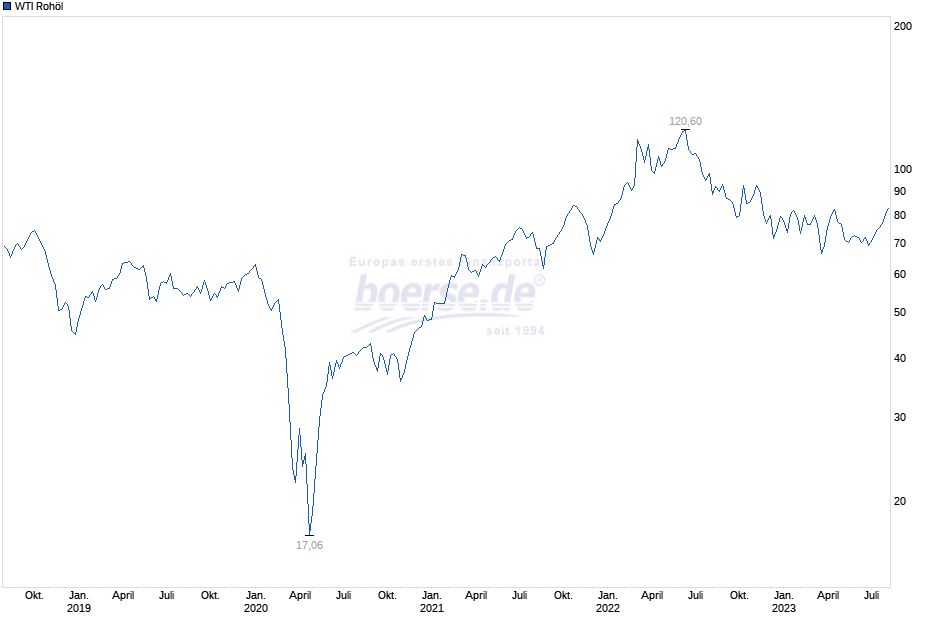 WTI Rohöl
200
120,60
100
90
80
70
60
Europas erstes
boerse.de®
50
seit 1994
40
30
20
17,06
Okt. Jan. April Juli Okt. Jan. April Juli Okt. Jan. April Juli Okt. Jan. April Juli Okt. Jan. April Juli
2019 2020 2021 2022 2023